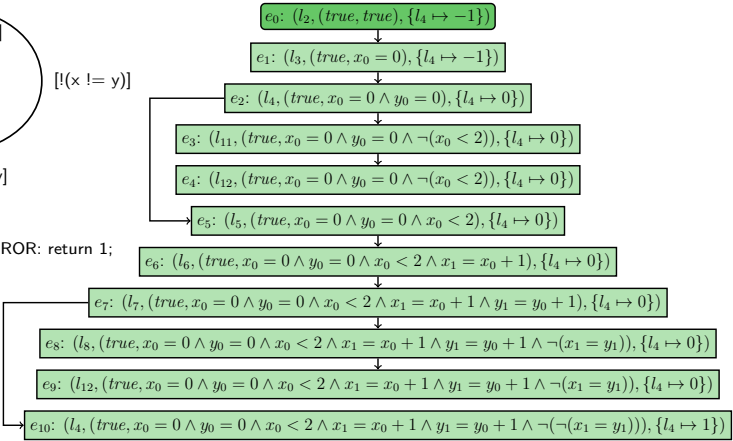 ]
[!(x != y)]
y]
ROR: return 1;
e₀: (l₂, (true, true), {l₄ ↦ −1})
e₁: (l₃, (true, x₀ = 0), {l₄ ↦ −1})
e₂: (l₄, (true, x₀ = 0 ∧ y₀ = 0), {l₄ ↦ 0})
e₃: (l₁₁, (true, x₀ = 0 ∧ y₀ = 0 ∧ ¬(x₀ < 2)), {l₄ ↦ 0})
e₄: (l₁₂, (true, x₀ = 0 ∧ y₀ = 0 ∧ ¬(x₀ < 2)), {l₄ ↦ 0})
e₅: (l₅, (true, x₀ = 0 ∧ y₀ = 0 ∧ x₀ < 2), {l₄ ↦ 0})
e₆: (l₆, (true, x₀ = 0 ∧ y₀ = 0 ∧ x₀ < 2 ∧ x₁ = x₀ + 1), {l₄ ↦ 0})
e₇: (l₇, (true, x₀ = 0 ∧ y₀ = 0 ∧ x₀ < 2 ∧ x₁ = x₀ + 1 ∧ y₁ = y₀ + 1), {l₄ ↦ 0})
e₈: (l₈, (true, x₀ = 0 ∧ y₀ = 0 ∧ x₀ < 2 ∧ x₁ = x₀ + 1 ∧ y₁ = y₀ + 1 ∧ ¬(x₁ = y₁)), {l₄ ↦ 0})
e₉: (l₁₂, (true, x₀ = 0 ∧ y₀ = 0 ∧ x₀ < 2 ∧ x₁ = x₀ + 1 ∧ y₁ = y₀ + 1 ∧ ¬(x₁ = y₁)), {l₄ ↦ 0})
e₁₀: (l₄, (true, x₀ = 0 ∧ y₀ = 0 ∧ x₀ < 2 ∧ x₁ = x₀ + 1 ∧ y₁ = y₀ + 1 ∧ ¬(¬(x₁ = y₁))), {l₄ ↦ 1})